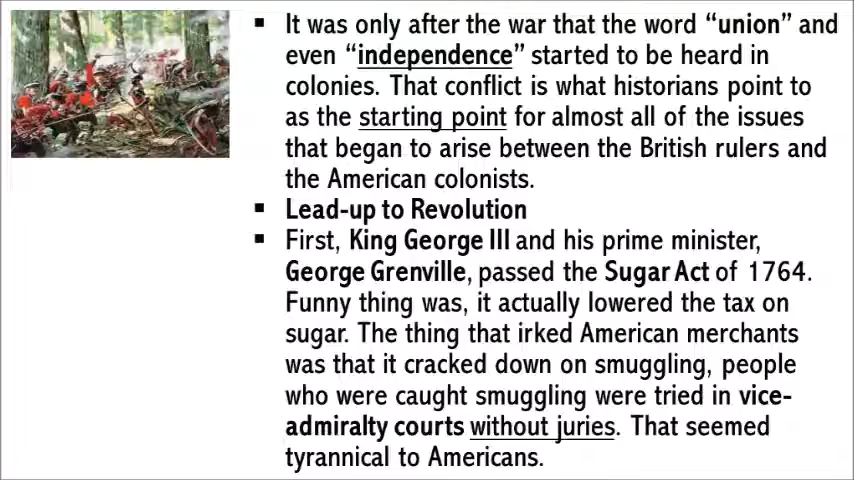 ▪ It was only after the war that the word “union” and
even “independence” started to be heard in
colonies. That conflict is what historians point to
as the starting point for almost all of the issues
that began to arise between the British rulers and
the American colonists.
▪ Lead-up to Revolution
▪ First, King George III and his prime minister,
George Grenville, passed the Sugar Act of 1764.
Funny thing was, it actually lowered the tax on
sugar. The thing that irked American merchants
was that it cracked down on smuggling, people
who were caught smuggling were tried in vice-
admiralty courts without juries. That seemed
tyrannical to Americans.